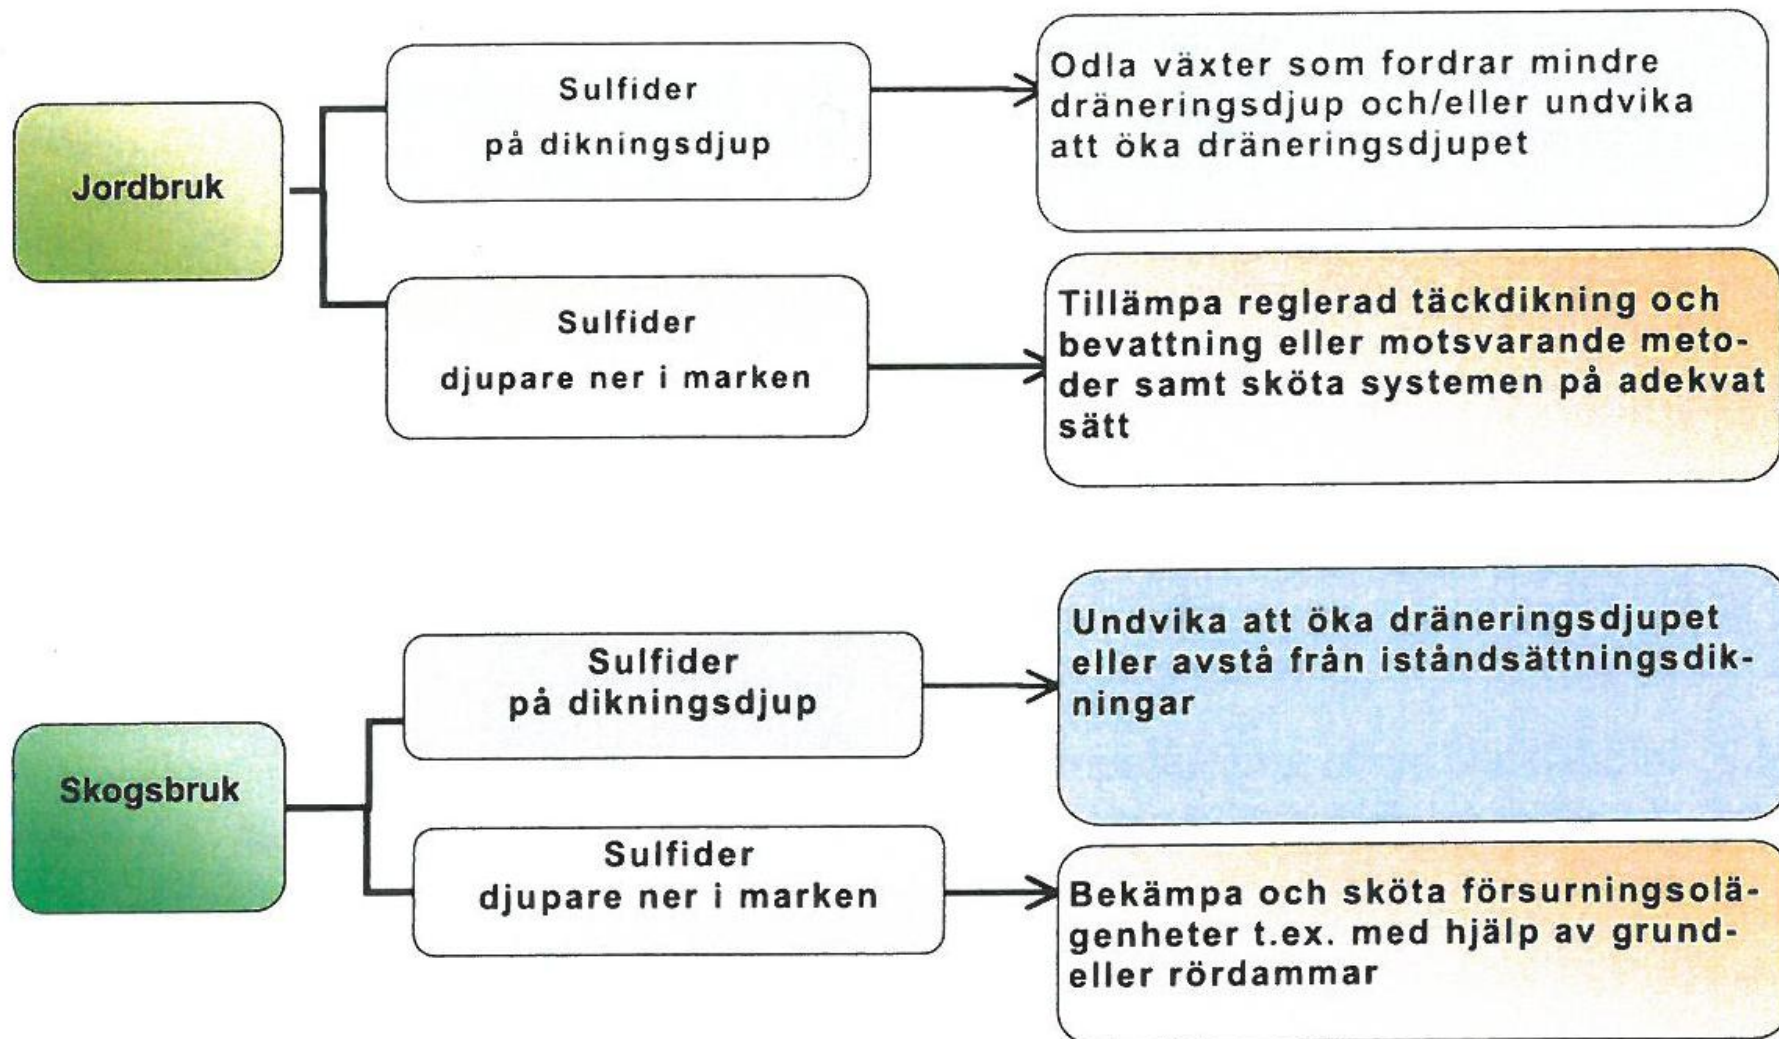 Jordbruk
Sulfider
på dikningsdjup
Odla växter som fordrar mindre
dräneringsdjup och/eller undvika
att öka dräneringsdjupet
Sulfider
djupare ner i marken
Tillämpa reglerad täckdikning och
bevattning eller motsvarande meto-
der samt sköta systemen på adekvat
sätt
Skogsbruk
Sulfider
på dikningsdjup
Undvika att öka dräneringsdjupet
eller avstå från iståndsättningsdik-
ningar
Sulfider
djupare ner i marken
Bekämpa och sköta försurningsolä-
genheter t.ex. med hjälp av grund-
eller rördammar